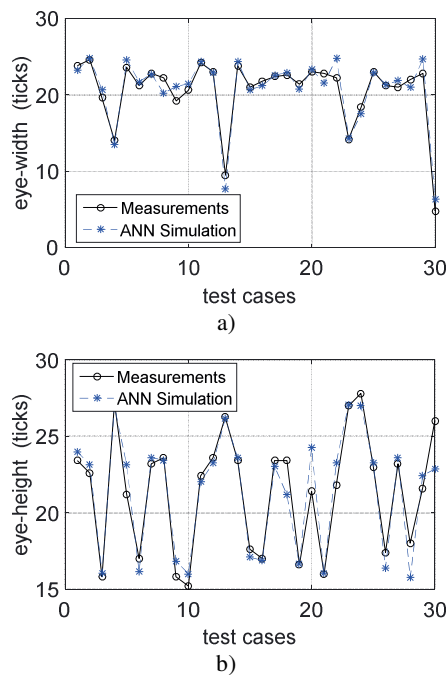 30
20
10
0
eye-width (ticks)
Measurements
ANN Simulation
0 10 20 30
test cases
a)
30
25
20
15
eye-height (ticks)
Measurements
ANN Simulation
0 10 20 30
test cases
b)